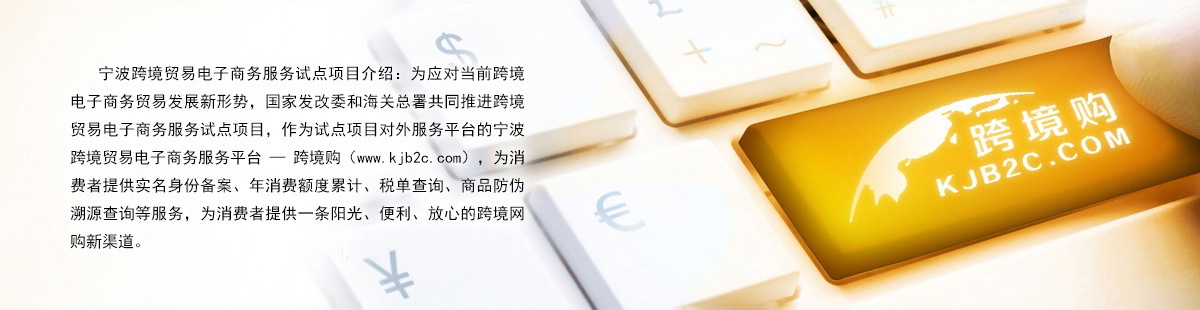 宁波跨境贸易电子商务服务试点项目介绍：为应对当前跨境
电子商务贸易发展新形势，国家发改委和海关总署共同推进跨境
贸易电子商务服务试点项目，作为试点项目对外服务平台的宁波
跨境贸易电子商务服务平台 — 跨境购（www.kjb2c.com），为消
费者提供实名身份备案、年消费额度累计、税单查询、商品防伪
溯源查询等服务，为消费者提供一条阳光、便利、放心的跨境网
购新渠道。
$
£
#
+
~
€
¥
跨境购
KJB2C.COM